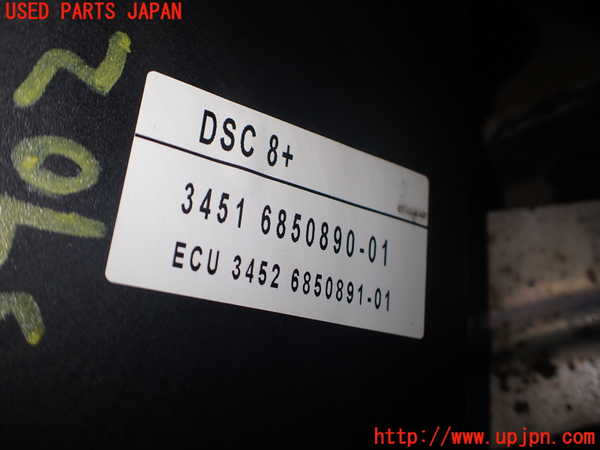 USED PARTS JAPAN
DSC 8+
3451 6850890-01
ECU 3452 6850891-01
http://www.upjpn.com